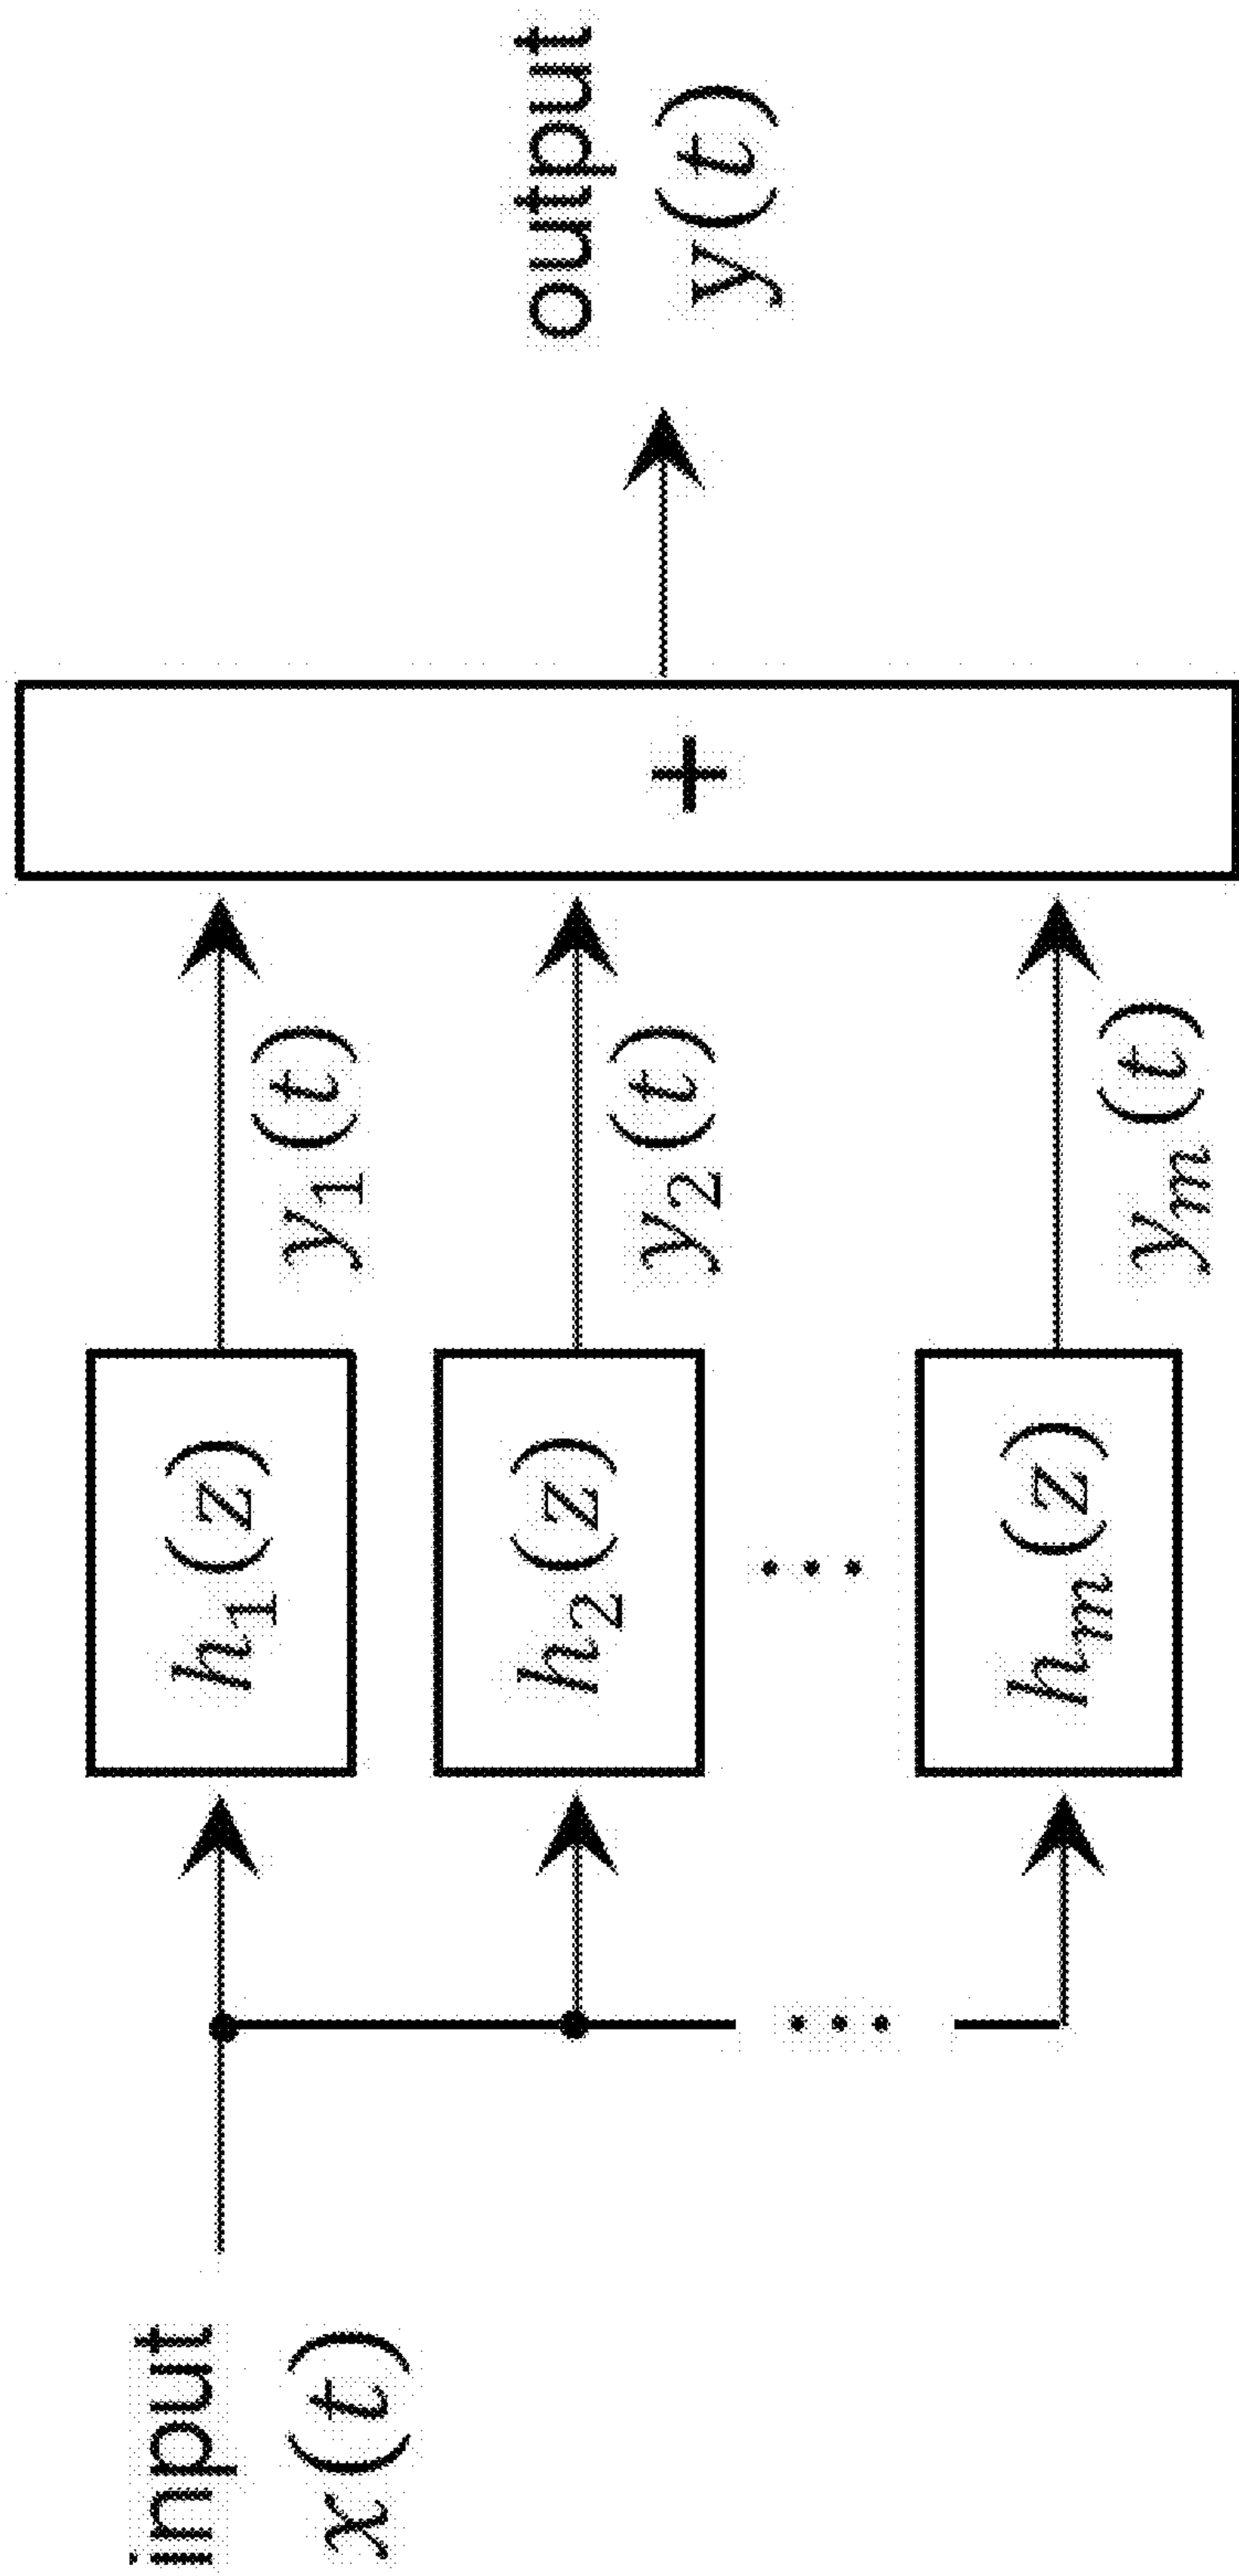 input
x(t)
h₁(z)
y₁(t)
h₂(z)
y₂(t)
⋮
⋮
hₘ(z)
yₘ(t)
+
output
y(t)